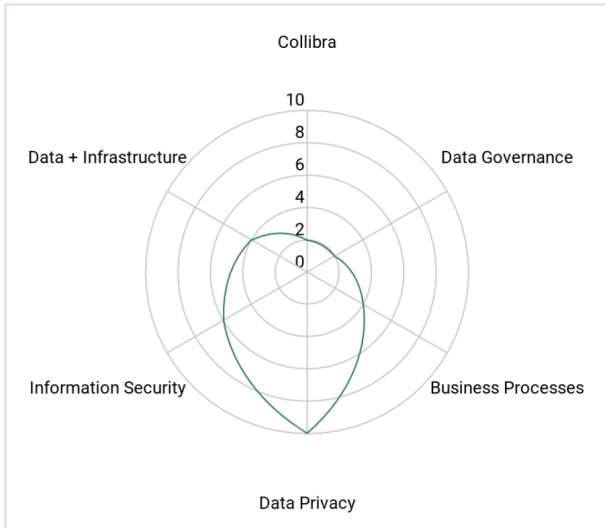 Collibra
10
Data + Infrastructure
8
Data Governance
6
4
2
0
Information Security
Business Processes
Data Privacy